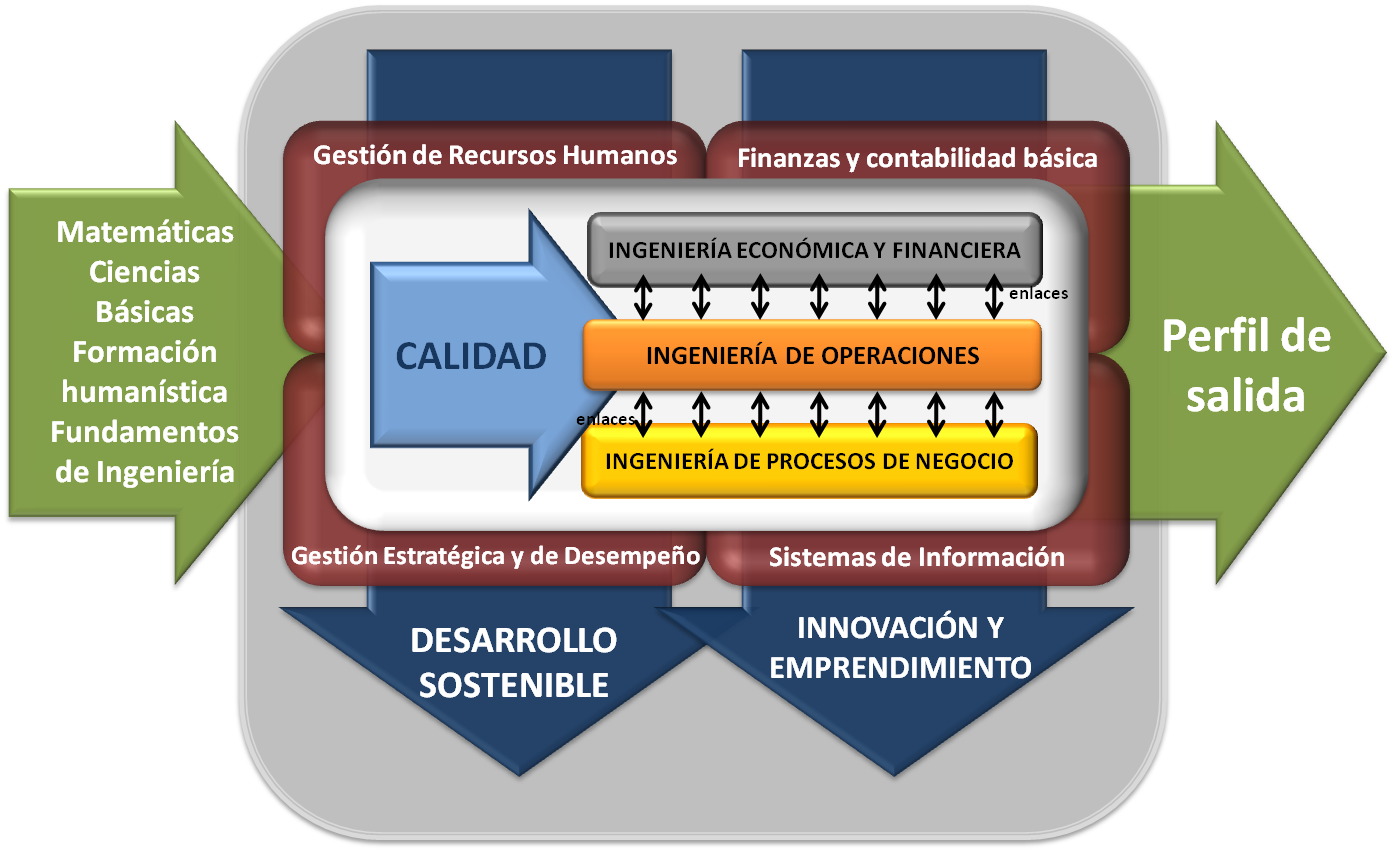 Gestión de Recursos Humanos
Finanzas y contabilidad básica
Matemáticas
Ciencias
Básicas
Formación
humanística
Fundamentos
de Ingeniería
CALIDAD
INGENIERÍA ECONÓMICA Y FINANCIERA
enlaces
INGENIERÍA DE OPERACIONES
enlaces
INGENIERÍA DE PROCESOS DE NEGOCIO
Perfil de
salida
Gestión Estratégica y de Desempeño
Sistemas de Información
DESARROLLO
SOSTENIBLE
INNOVACIÓN Y
EMPRENDIMIENTO